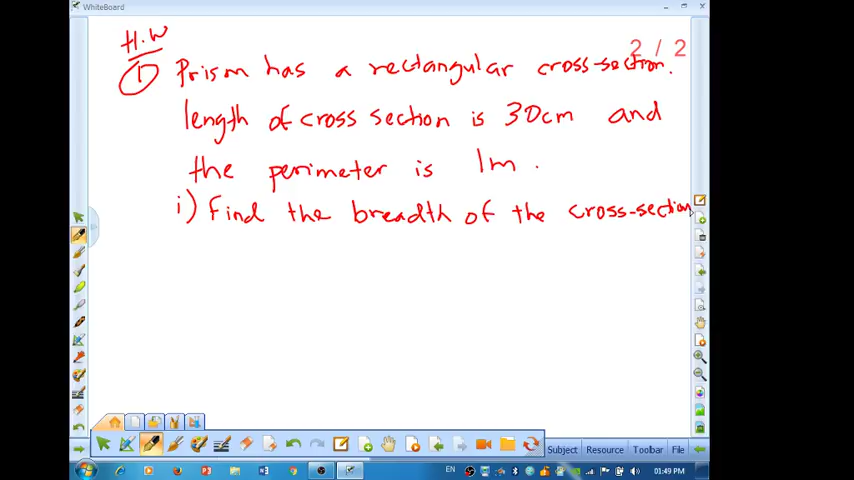 WhiteBoard
H.W
2 / 2
1 Prism has a rectangular cross-section.
length of cross section is 30cm and
the perimeter is 1m.
i) Find the breadth of the cross-section
Subject Resource Toolbar File
EN 01:49 PM